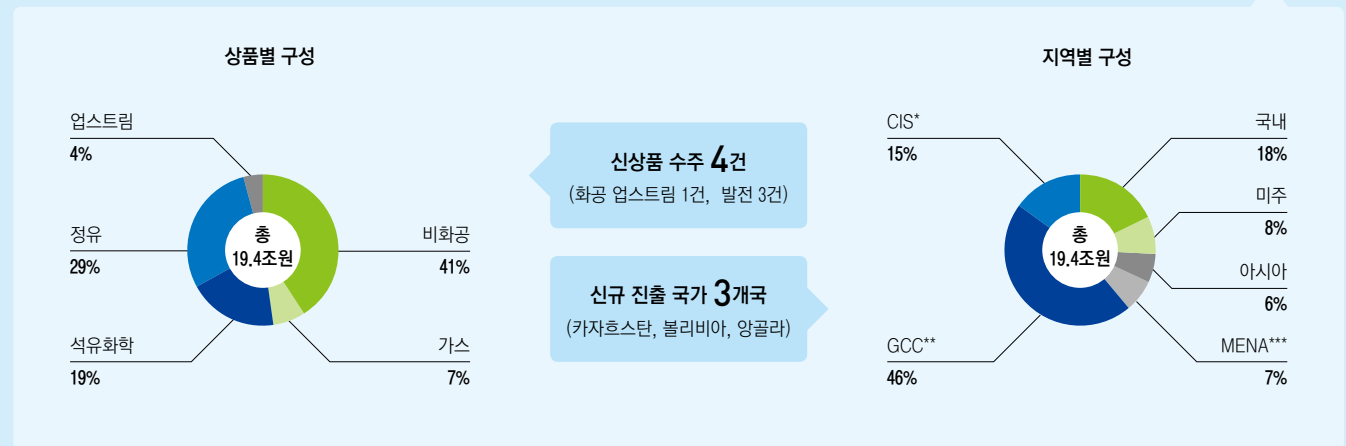 상품별 구성
업스트림
4%
정유
29%
석유화학
19%
비화공
41%
가스
7%
총
19.4조원
신상품 수주 4건
(화공 업스트림 1건, 발전 3건)
신규 진출 국가 3개국
(카자흐스탄, 볼리비아, 앙골라)
지역별 구성
CIS*
15%
GCC**
46%
국내
18%
미주
8%
아시아
6%
MENA***
7%
총
19.4조원